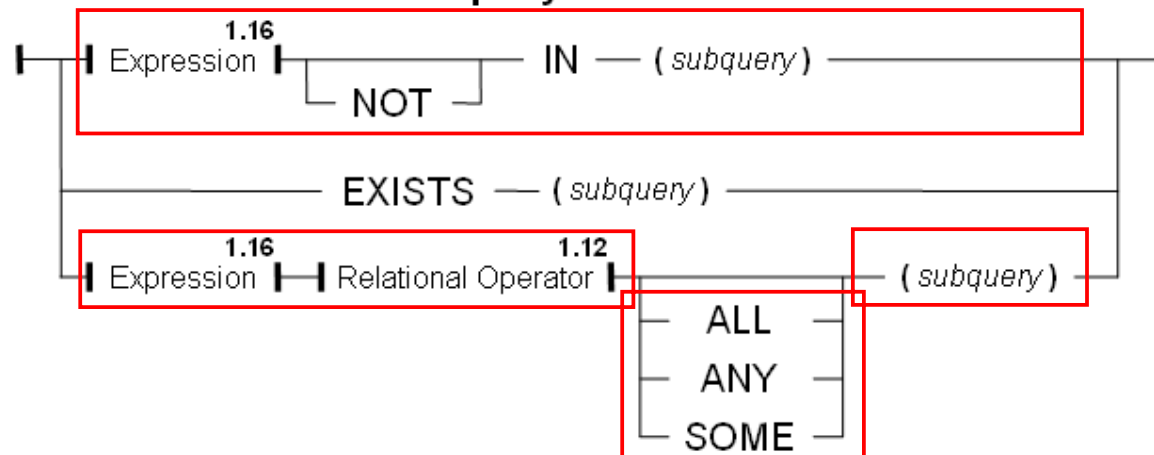 1.16
Expression IN ( subquery )
NOT
EXISTS ( subquery )
1.16 1.12
Expression Relational Operator ( subquery )
ALL
ANY
SOME